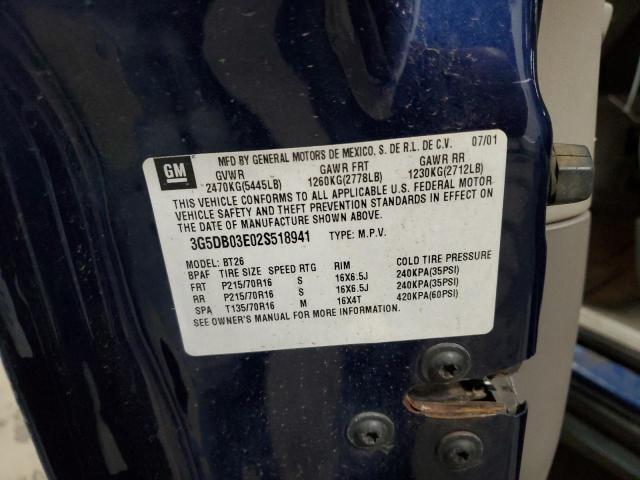 GM
MFD BY GENERAL MOTORS DE MEXICO, S. DE R.L. DE C.V. 07/01
GVWR GAWR FRT GAWR RR
2470KG(5445LB) 1260KG(2778LB) 1230KG(2712LB)
THIS VEHICLE CONFORMS TO ALL APPLICABLE U.S. FEDERAL MOTOR
VEHICLE SAFETY AND THEFT PREVENTION STANDARDS IN EFFECT ON
THE DATE OF MANUFACTURE SHOWN ABOVE.
3G5DB03E02S518941 TYPE: M.P.V.
MODEL: BT26
BPAF TIRE SIZE SPEED RTG RIM COLD TIRE PRESSURE
FRT P215/70R16 S 16X6.5J 240KPA(35PSI)
RR P215/70R16 S 16X6.5J 240KPA(35PSI)
SPA T135/70R16 M 16X4T 420KPA(60PSI)
SEE OWNER'S MANUAL FOR MORE INFORMATION.